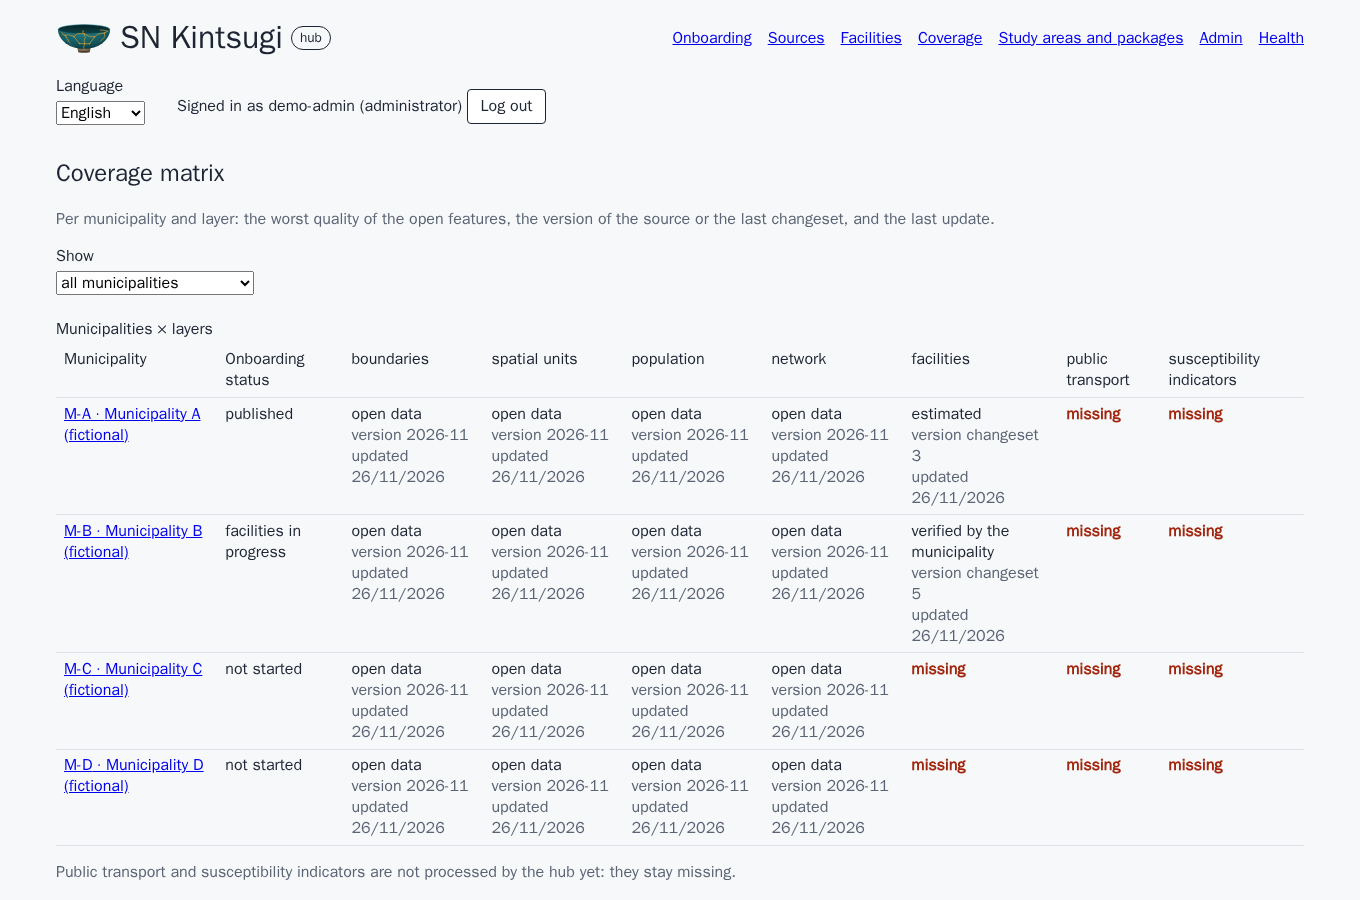 SN Kintsugi hub
Onboarding Sources Facilities Coverage Study areas and packages Admin Health
Language
English
Signed in as demo-admin (administrator) Log out
Coverage matrix
Per municipality and layer: the worst quality of the open features, the version of the source or the last changeset, and the last update.
Show
all municipalities
Municipalities × layers
Municipality Onboarding boundaries spatial units population network facilities public susceptibility
status transport indicators
M-A · Municipality A published open data open data open data open data estimated missing missing
(fictional) version 2026-11 version 2026-11 version 2026-11 version 2026-11 version changeset
updated updated updated updated 3
26/11/2026 26/11/2026 26/11/2026 26/11/2026 updated
26/11/2026
M-B · Municipality B facilities in open data open data open data open data verified by the missing missing
(fictional) progress version 2026-11 version 2026-11 version 2026-11 version 2026-11 municipality
updated updated updated updated version changeset
26/11/2026 26/11/2026 26/11/2026 26/11/2026 5
updated
26/11/2026
M-C · Municipality C not started open data open data open data open data missing missing missing
(fictional) version 2026-11 version 2026-11 version 2026-11 version 2026-11
updated updated updated updated
26/11/2026 26/11/2026 26/11/2026 26/11/2026
M-D · Municipality D not started open data open data open data open data missing missing missing
(fictional) version 2026-11 version 2026-11 version 2026-11 version 2026-11
updated updated updated updated
26/11/2026 26/11/2026 26/11/2026 26/11/2026
Public transport and susceptibility indicators are not processed by the hub yet: they stay missing.